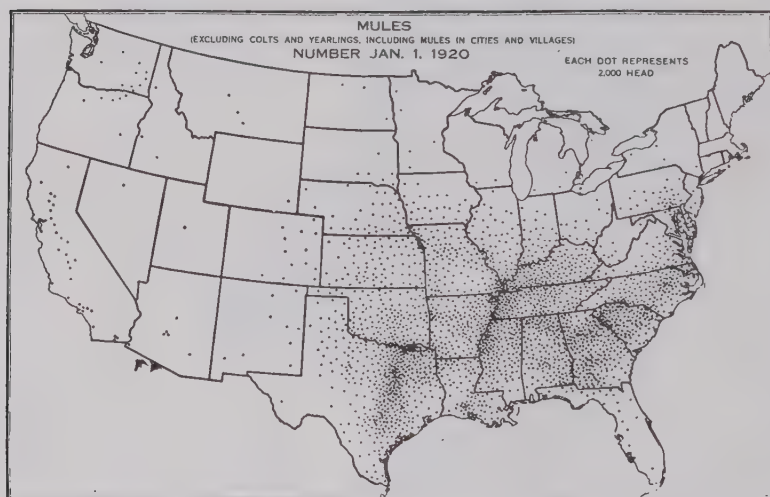 MULES
(EXCLUDING COLTS AND YEARLINGS, INCLUDING MULES IN CITIES AND VILLAGES)
NUMBER JAN. 1, 1920
EACH DOT REPRESENTS
2,000 HEAD